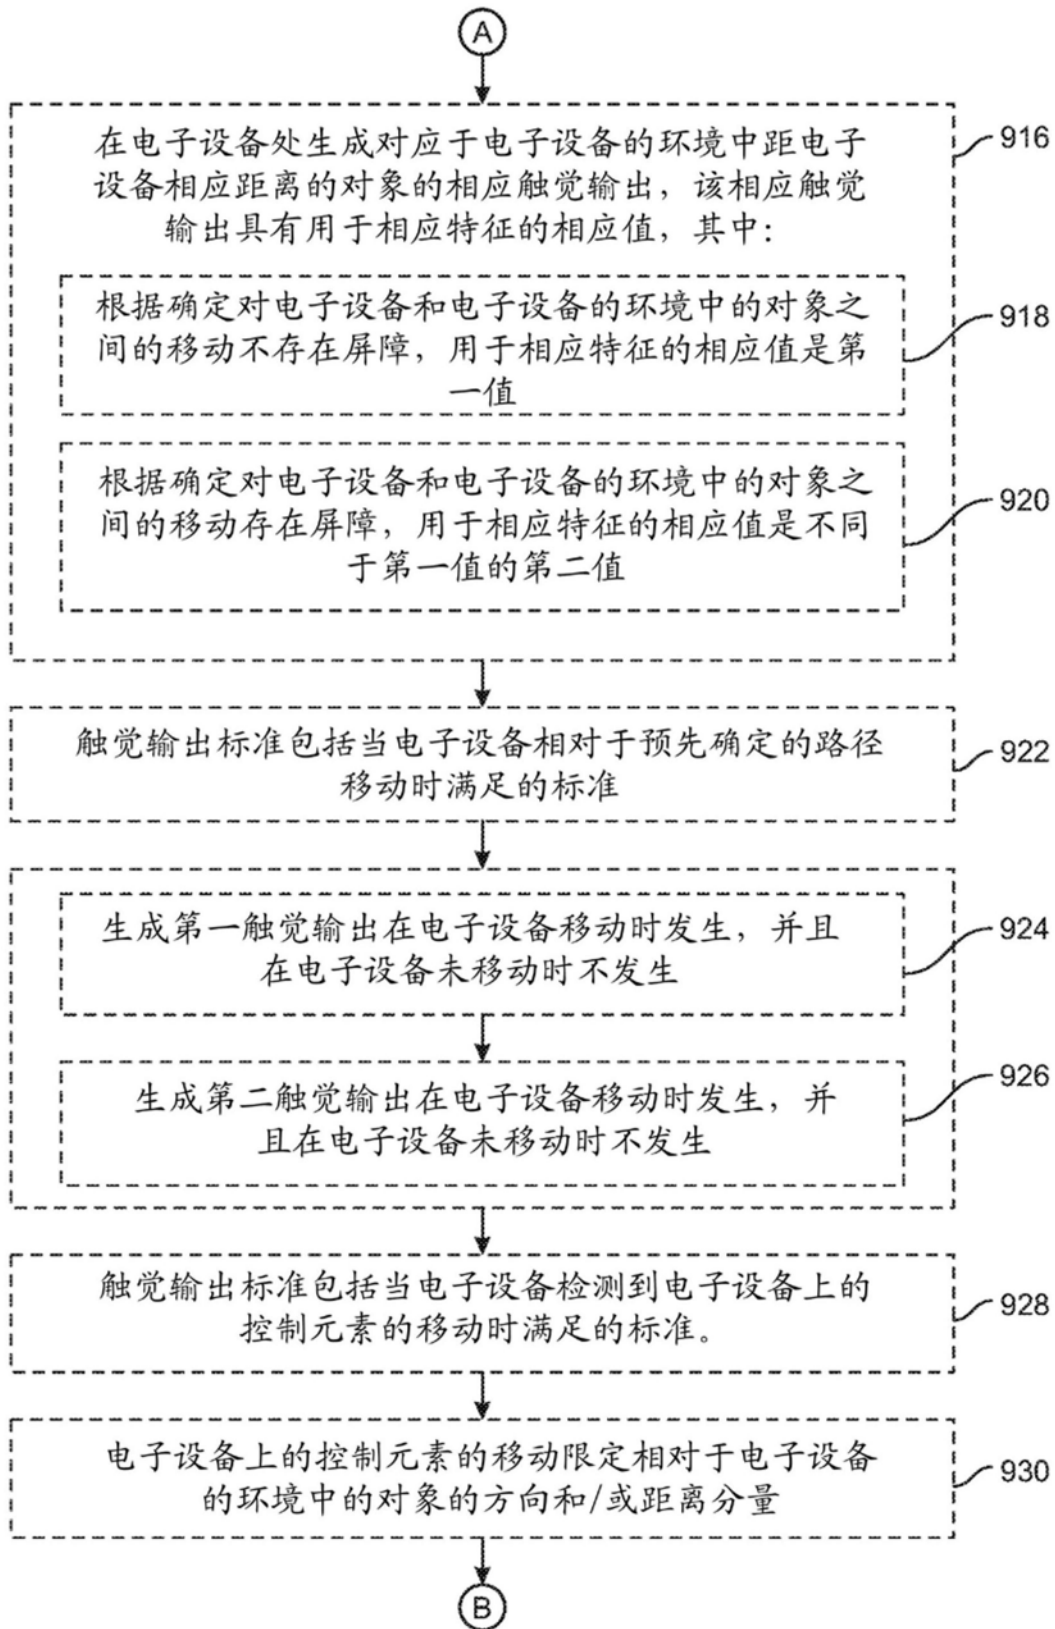 A
在电子设备处生成对应于电子设备的环境中距电子
设备相应距离的对象的相应触觉输出，该相应触觉
输出具有用于相应特征的相应值，其中：
916
根据确定对电子设备和电子设备的环境中的对象之
间的移动不存在屏障，用于相应特征的相应值是第
一值
918
根据确定对电子设备和电子设备的环境中的对象之
间的移动存在屏障，用于相应特征的相应值是不同
于第一值的第二值
920
触觉输出标准包括当电子设备相对于预先确定的路径
移动时满足的标准
922
生成第一触觉输出在电子设备移动时发生，并且
在电子设备未移动时不发生
924
生成第二触觉输出在电子设备移动时发生，并
且在电子设备未移动时不发生
926
触觉输出标准包括当电子设备检测到电子设备上的
控制元素的移动时满足的标准。
928
电子设备上的控制元素的移动限定相对于电子设备
的环境中的对象的方向和/或距离分量
930
B